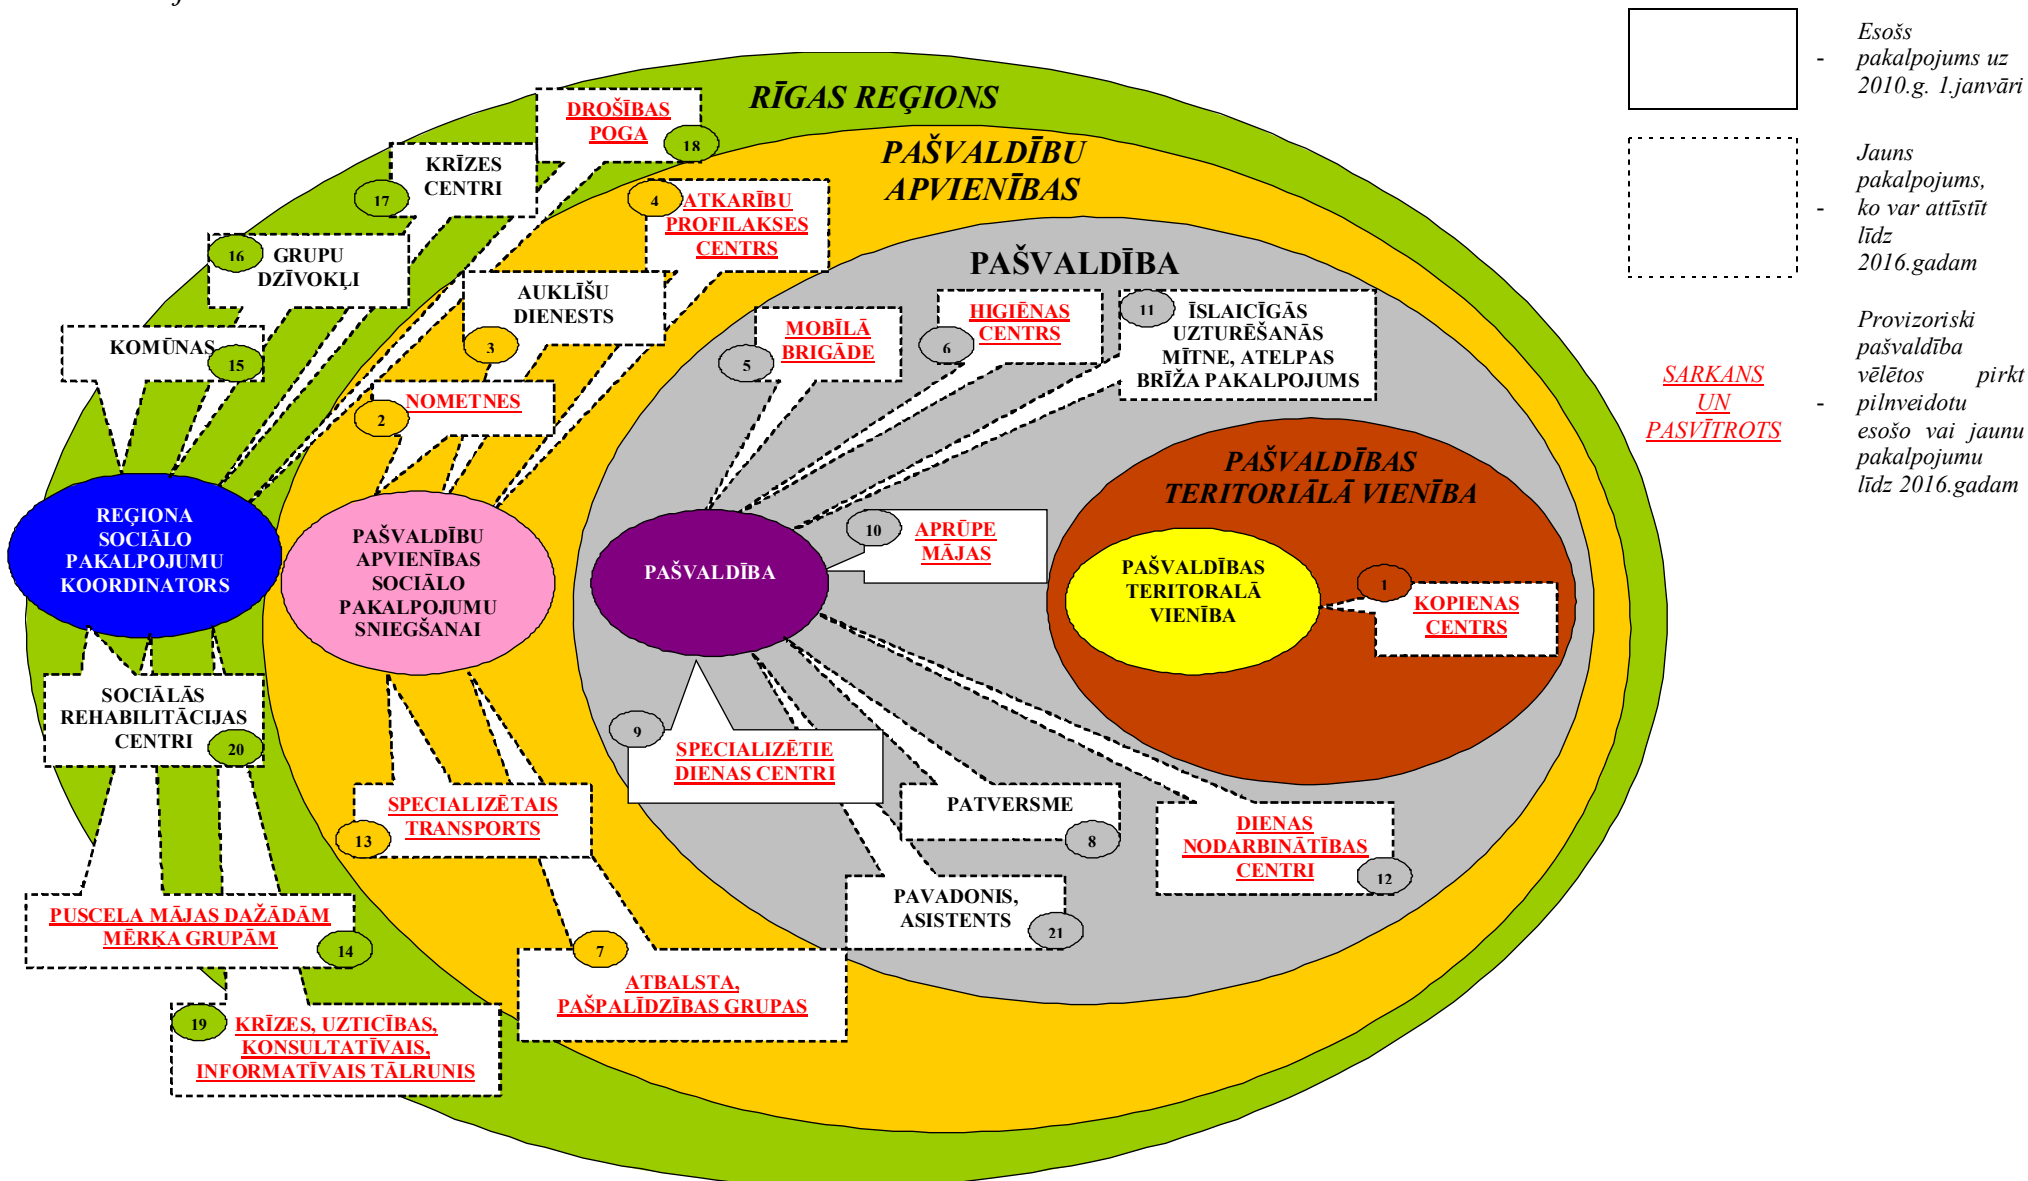 RĪGAS REĢIONS
PAŠVALDĪBU
APVIENĪBAS
PAŠVALDĪBA
PAŠVALDĪBAS
TERITORIĀLĀ VIENĪBA
DROŠĪBAS
POGA
18
KRĪZES
CENTRI
17
16
GRUPU
DZĪVOKĻI
KOMŪNAS
15
4
ATKARĪBU
PROFILAKSES
CENTRS
AUKLĪŠU
DIENESTS
3
NOMETNES
2
MOBĪLĀ
BRIGĀDE
5
HIGIĒNAS
CENTRS
6
11
ĪSLAICĪGĀS
UZTURĒŠANĀS
MĪTNE, ATELPAS
BRĪŽA PAKALPOJUMS
REĢIONA
SOCIĀLO
PAKALPOJUMU
KOORDINATORS
PAŠVALDĪBU
APVIENĪBAS
SOCIĀLO
PAKALPOJUMU
SNIEGŠANAI
PAŠVALDĪBA
10
APRŪPE
MĀJAS
PAŠVALDĪBAS
TERITORALĀ
VIENĪBA
1
KOPIENAS
CENTRS
SOCIĀLĀS
REHABILITĀCIJAS
CENTRI
20
9
SPECIALIZĒTIE
DIENAS CENTRI
SPECIALIZĒTAIS
TRANSPORTS
13
PATVERSME
8
DIENAS
NODARBINĀTĪBAS
CENTRI
12
PAVADONIS,
ASISTENTS
21
PUSCELA MĀJAS DAŽĀDĀM
MĒRĶA GRUPĀM
14
7
ATBALSTA,
PAŠPALĪDZĪBAS GRUPAS
19
KRĪZES, UZTICĪBAS,
KONSULTATĪVAIS,
INFORMATĪVAIS TĀLRUNIS
- Esošs
pakalpojums uz
2010.g. 1.janvāri
- Jauns
pakalpojums,
ko var attīstīt
līdz
2016.gadam
SARKANS
UN
PASVĪTROTS
- Provizoriski
pašvaldība
vēlētos pirkt
pilnveidotu
esošo vai jaunu
pakalpojumu
līdz 2016.gadam